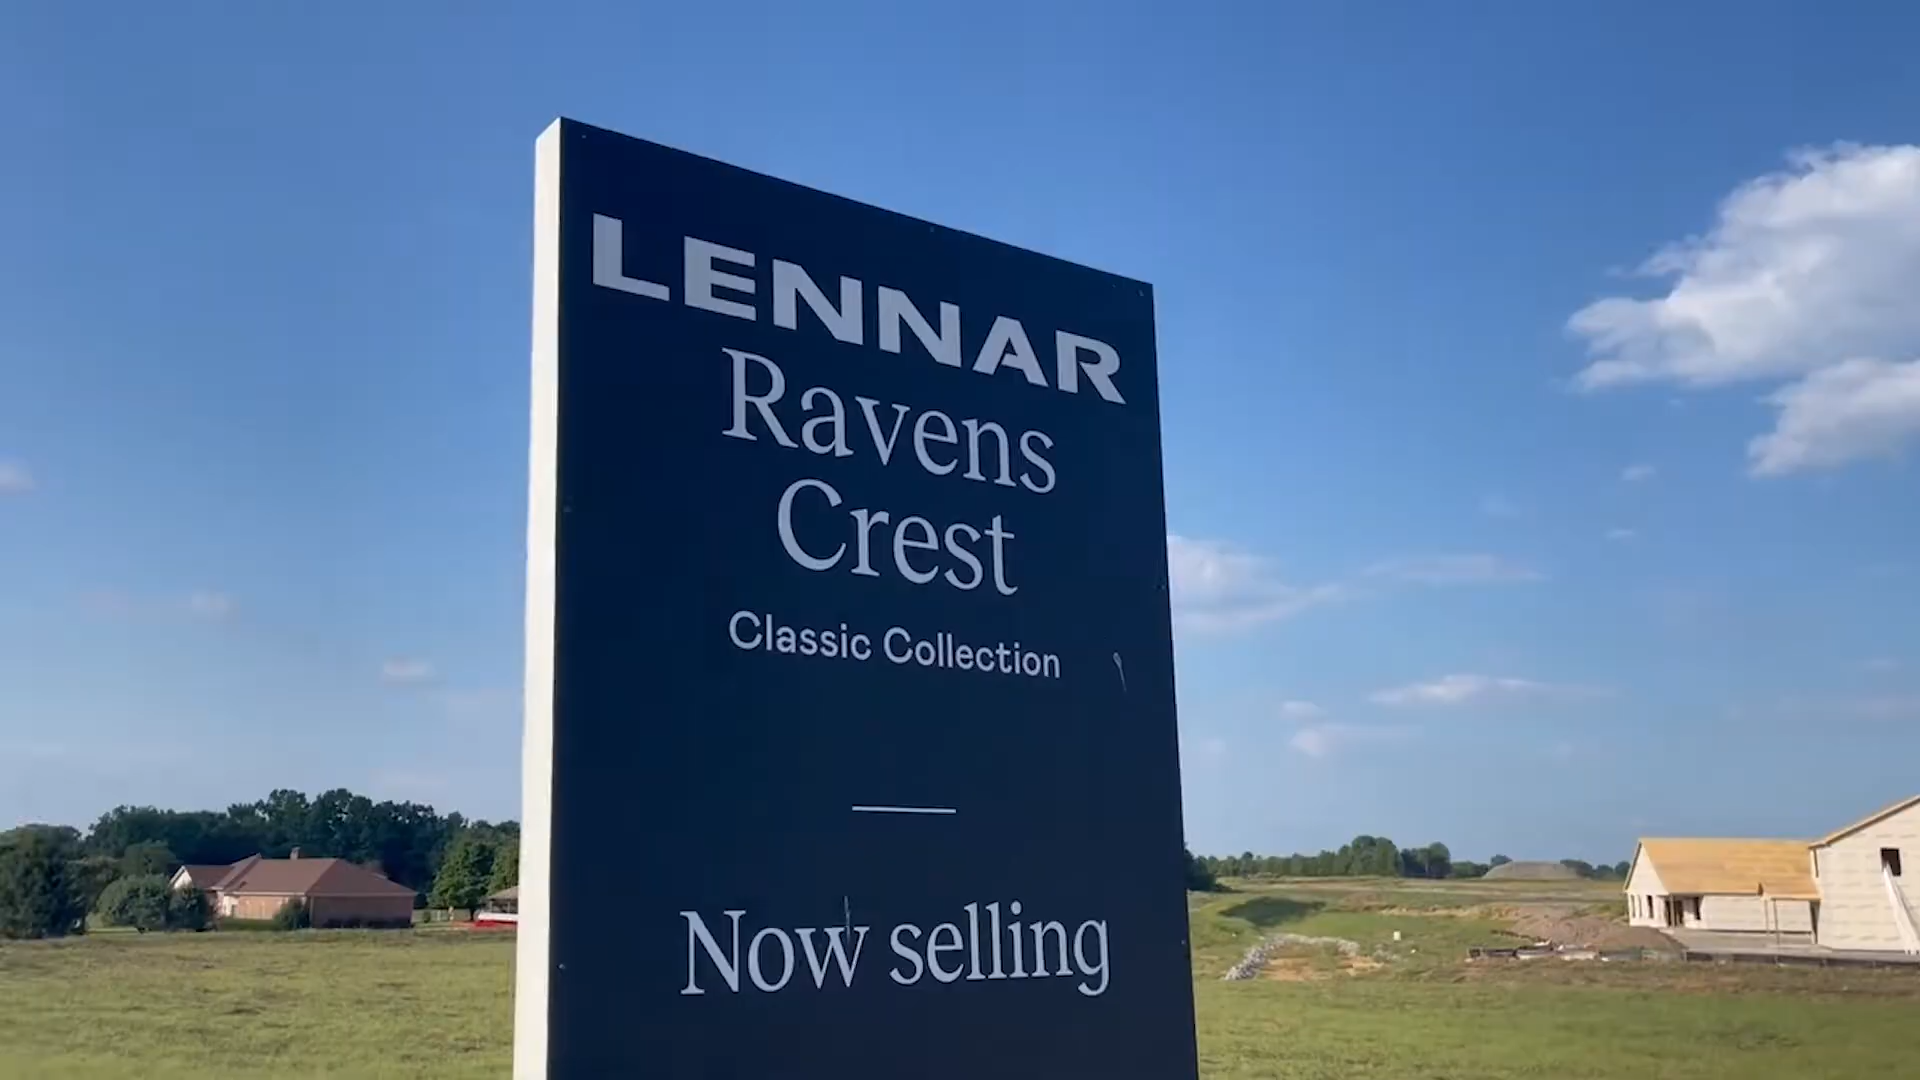 LENNAR
Ravens
Crest
Classic Collection
Now selling